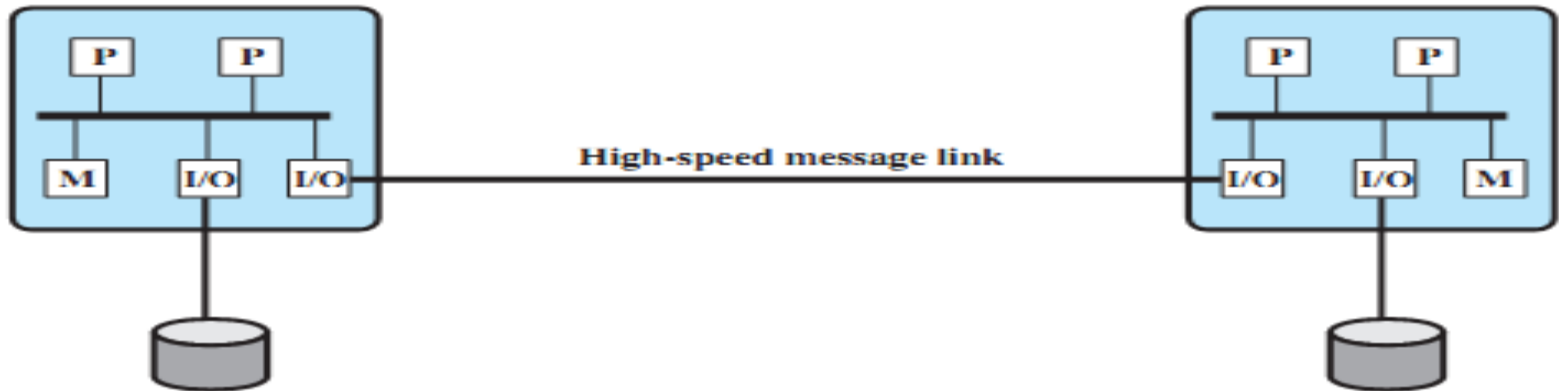 P P P P
High-speed message link
M I/O I/O I/O I/O M